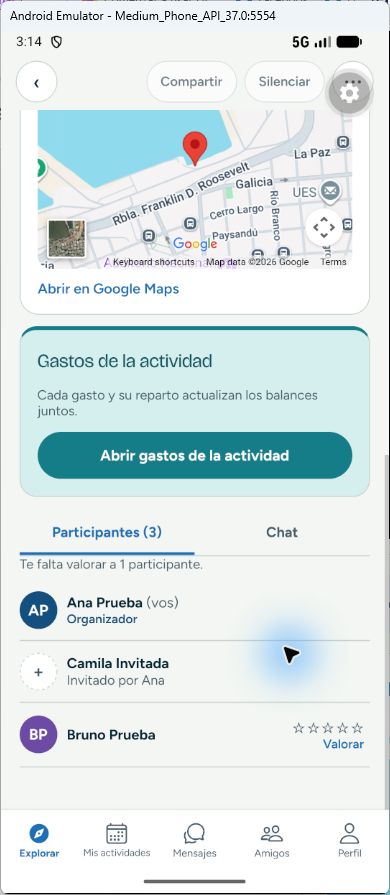 Android Emulator - Medium_Phone_API_37.0:5554
3:14
5G
Compartir
Silenciar
La Paz
Rbla. Franklin D. Roosevelt
Galicia
UES
Cerro Largo
Río Branco
Paysandú
Google
Keyboard shortcuts
Map data ©2026 Google
Terms
Abrir en Google Maps
Gastos de la actividad
Cada gasto y su reparto actualizan los balances
juntos.
Abrir gastos de la actividad
Participantes (3)
Chat
Te falta valorar a 1 participante.
AP
Ana Prueba (vos)
Organizador
+
Camila Invitada
Invitado por Ana
BP
Bruno Prueba
☆☆☆☆☆
Valorar
Explorar
Mis actividades
Mensajes
Amigos
Perfil